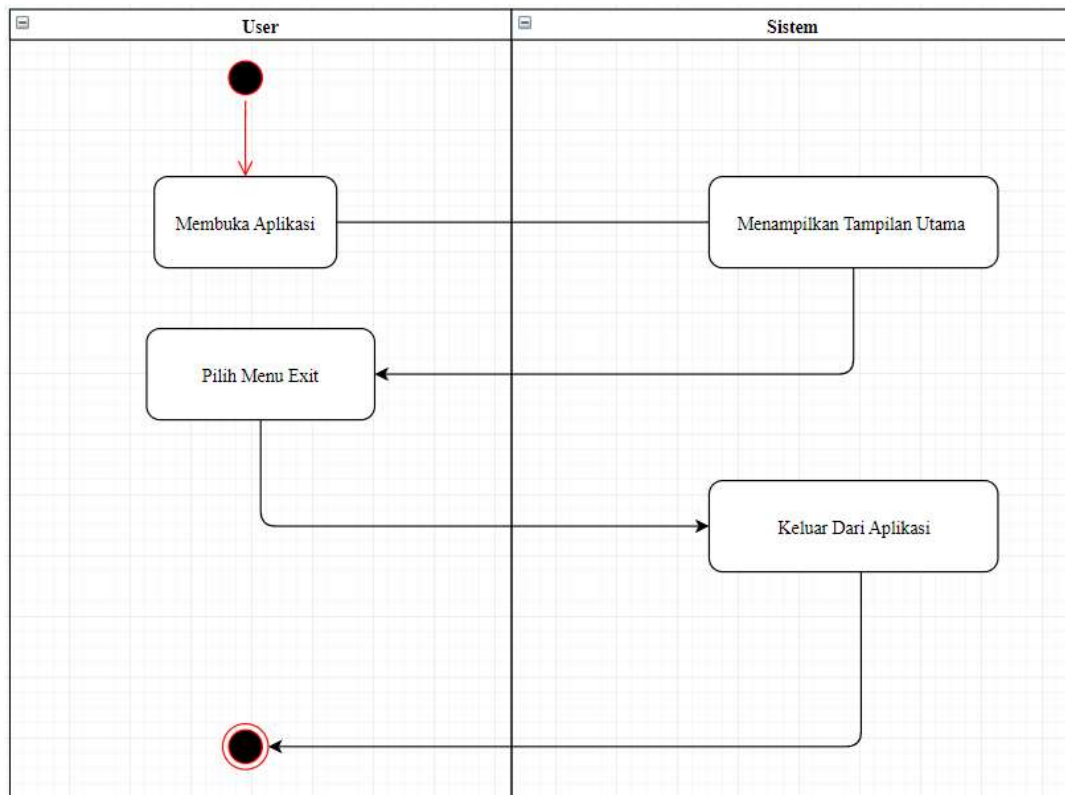 User
Sistem
Membuka Aplikasi
Menampilkan Tampilan Utama
Pilih Menu Exit
Keluar Dari Aplikasi